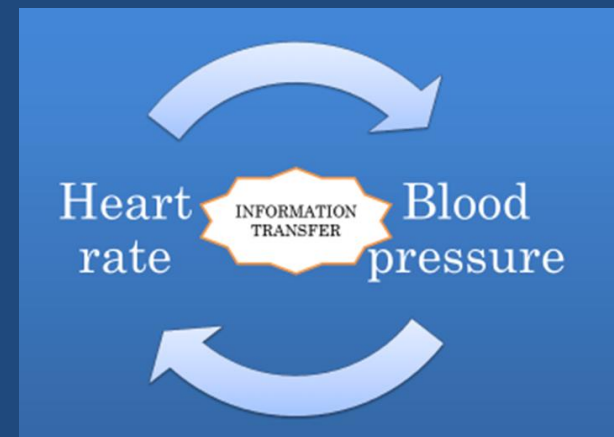 Heart
rate
INFORMATION
TRANSFER
Blood
pressure